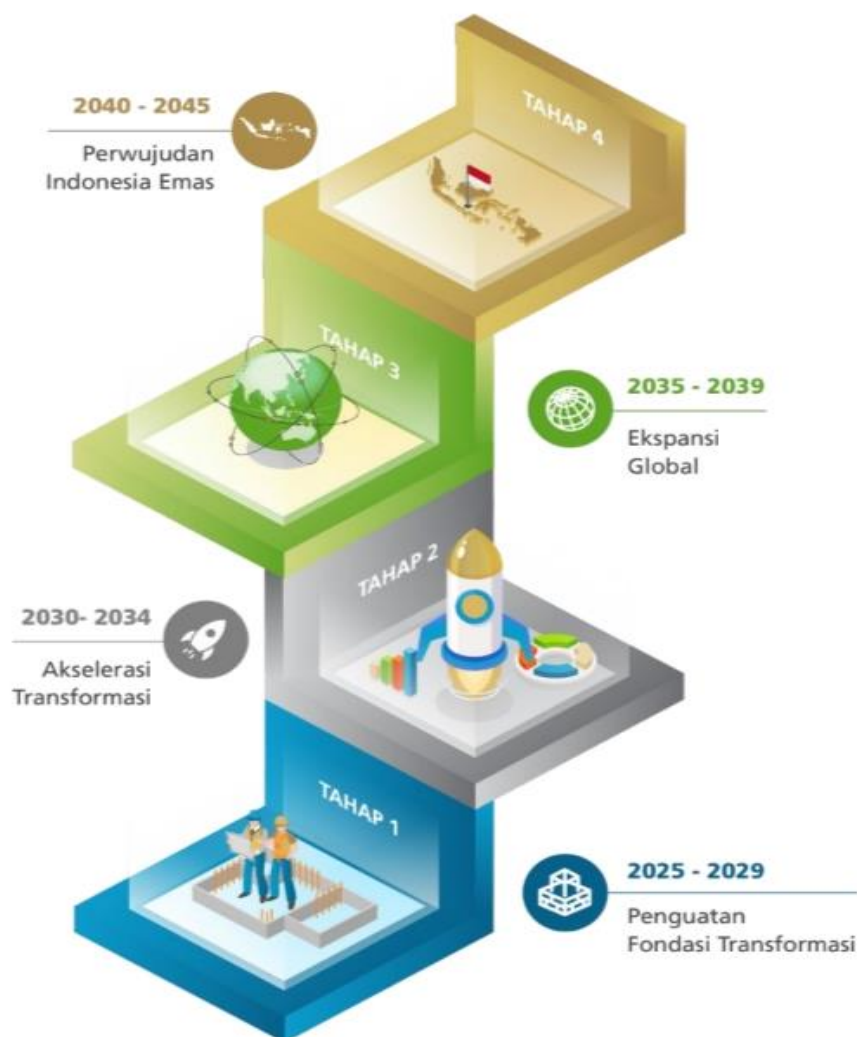 TAHAP 4
2040 - 2045
Perwujudan
Indonesia Emas
TAHAP 3
2035 - 2039
Ekspansi
Global
TAHAP 2
2030- 2034
Akselerasi
Transformasi
TAHAP 1
2025 - 2029
Penguatan
Fondasi Transformasi